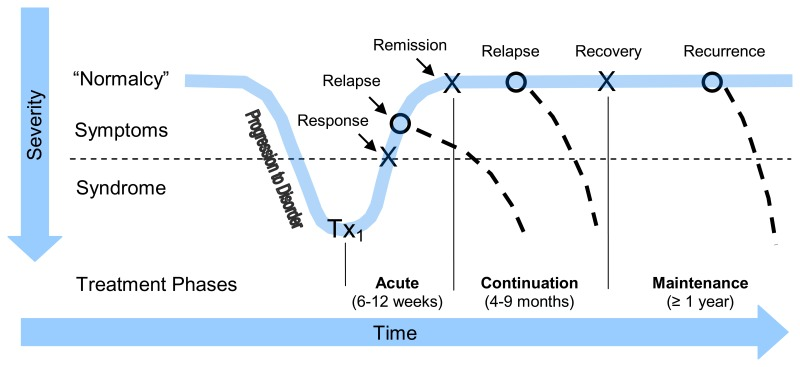 Severity
Remission
Relapse
Recovery
Recurrence
“Normalcy”
X
X
Relapse
Symptoms
Response
Progression to Disorder
X
Syndrome
Tx1
Treatment Phases
Acute
(6-12 weeks)
Continuation
(4-9 months)
Maintenance
(≥ 1 year)
Time